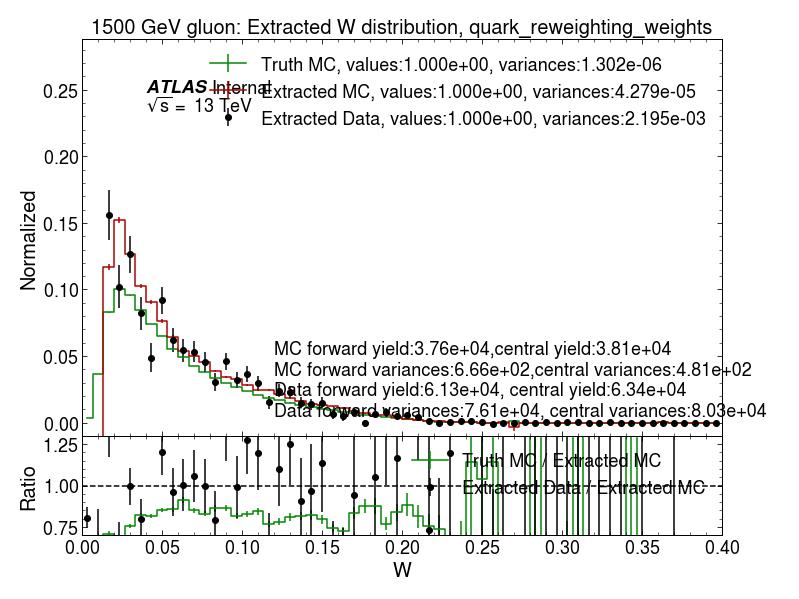 1500 GeV gluon: Extracted W distribution, quark_reweighting_weights
Truth MC, values:1.000e+00, variances:1.302e-06
ATLAS Internal
Extracted MC, values:1.000e+00, variances:4.279e-05
√s = 13 TeV
Extracted Data, values:1.000e+00, variances:2.195e-03
0.25
0.20
0.15
0.10
0.05
0.00
Normalized
MC forward yield:3.76e+04,central yield:3.81e+04
MC forward variances:6.66e+02,central variances:4.81e+02
Data forward yield:6.13e+04, central yield:6.34e+04
Data forward variances:7.61e+04, central variances:8.03e+04
1.25
1.00
0.75
Ratio
Truth MC / Extracted MC
Extracted Data / Extracted MC
0.00 0.05 0.10 0.15 0.20 0.25 0.30 0.35 0.40
W